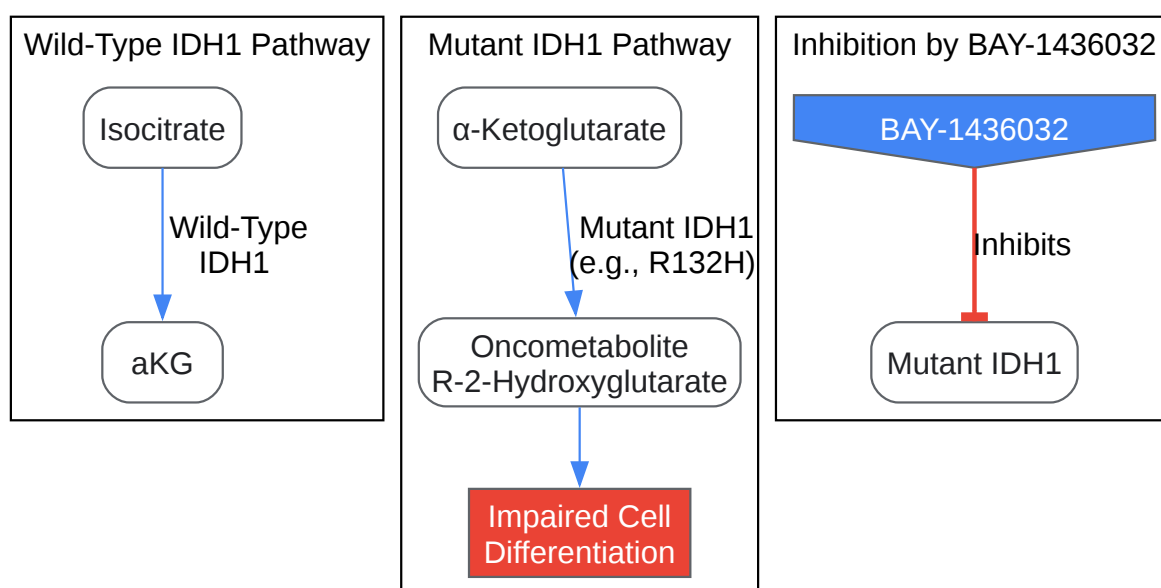 Wild-Type IDH1 Pathway
Isocitrate
Wild-Type
IDH1
aKG
Mutant IDH1 Pathway
α-Ketoglutarate
Mutant IDH1
(e.g., R132H)
Oncometabolite
R-2-Hydroxyglutarate
Impaired Cell
Differentiation
Inhibition by BAY-1436032
BAY-1436032
Inhibits
Mutant IDH1